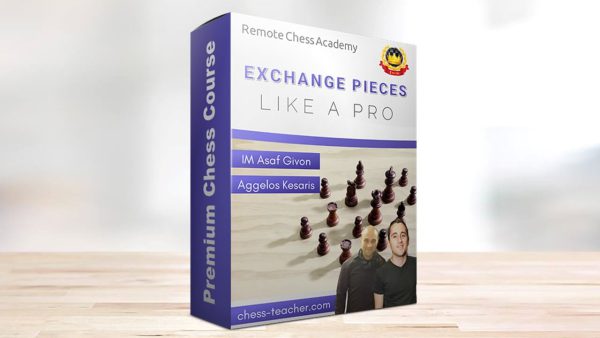 Premium Chess Course
Remote Chess Academy
EXCHANGE PIECES
LIKE A PRO
IM Asaf Givon
Aggelos Kesaris
chess-teacher.com